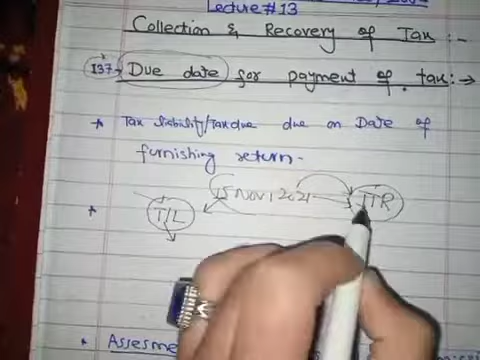 Lecture #13
Collection & Recovery of Tax :-
137 Due date for payment of tax :→
* Tax liability/Tax due due on Date of
furnishing return.
* T/L 15 Nov 2021 ITR
* Assesme